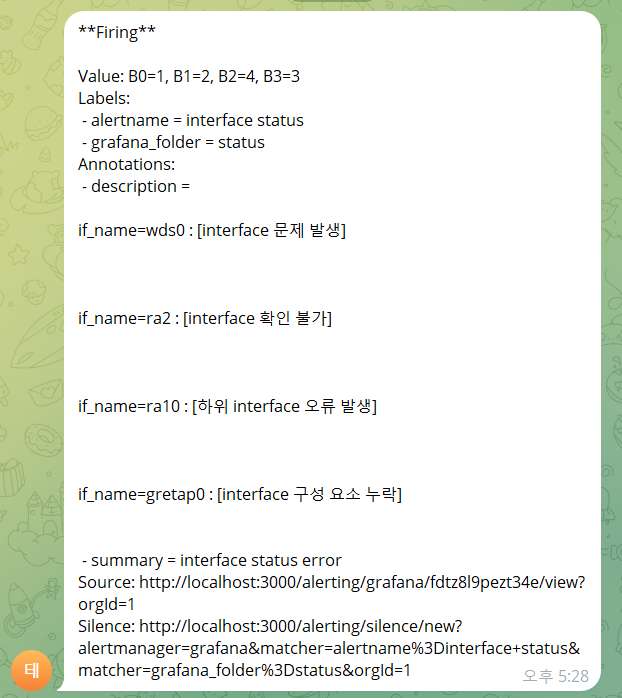 **Firing**
Value: B0=1, B1=2, B2=4, B3=3
Labels:
- alertname = interface status
- grafana_folder = status
Annotations:
- description =
if_name=wds0 : [interface 문제 발생]
if_name=ra2 : [interface 확인 불가]
if_name=ra10 : [하위 interface 오류 발생]
if_name=gretap0 : [interface 구성 요소 누락]
- summary = interface status error
Source: http://localhost:3000/alerting/grafana/fdtz8l9pezt34e/view?
orgId=1
Silence: http://localhost:3000/alerting/silence/new?
alertmanager=grafana&matcher=alertname%3Dinterface+status&
matcher=grafana_folder%3Dstatus&orgId=1
오후 5:28
테